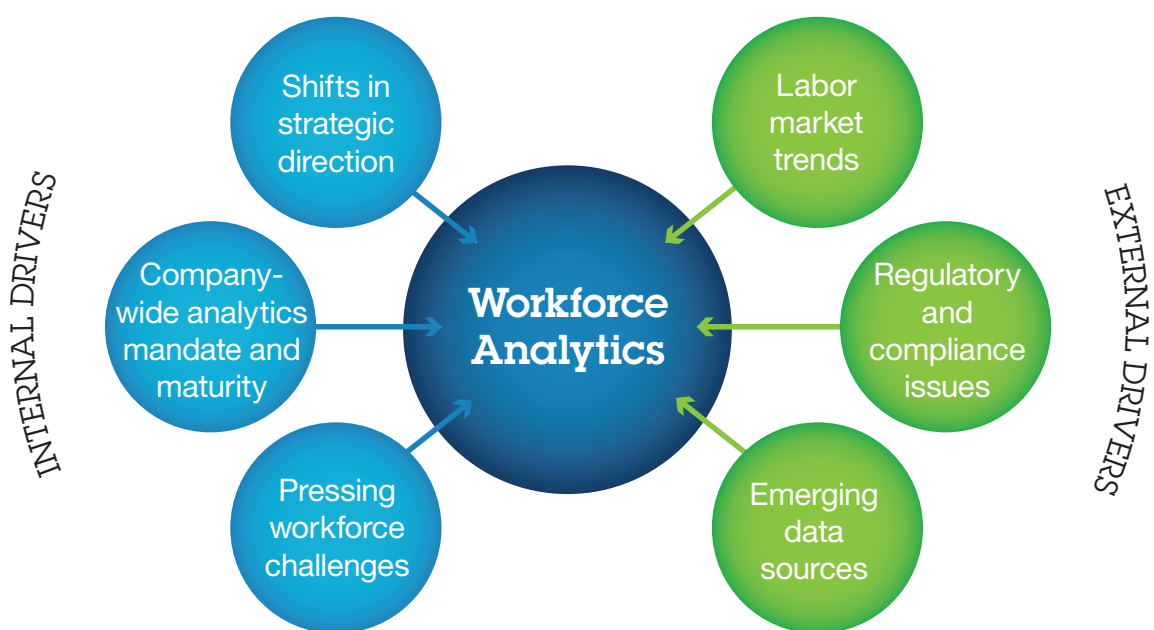 INTERNAL DRIVERS
Shifts in
strategic
direction
Company-
wide analytics
mandate and
maturity
Pressing
workforce
challenges
Workforce
Analytics
Labor
market
trends
Regulatory
and
compliance
issues
Emerging
data
sources
EXTERNAL DRIVERS